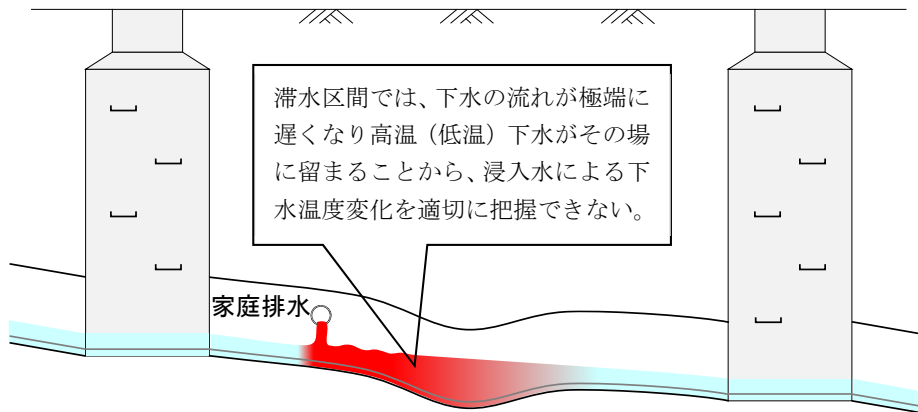 滞水区間では、下水の流れが極端に
遅くなり高温（低温）下水がその場
に留まることから、浸入水による下
水温度変化を適切に把握できない。
家庭排水